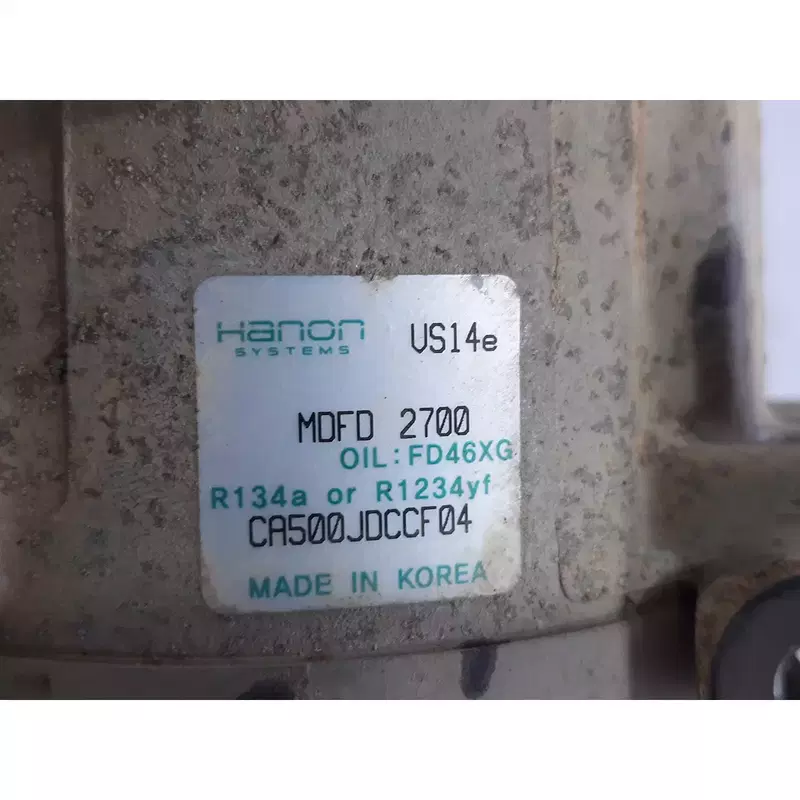 Hanon
SYSTEMS
VS14e
MDFD 2700
OIL:FD46XG
R134a or R1234yf
CA500JDCCF04
MADE IN KOREA